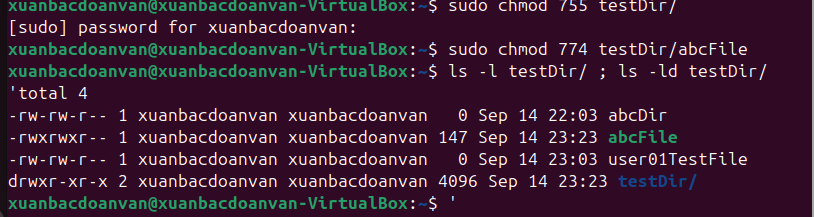 xuanbacdoanvan@xuanbacdoanvan-VirtualBox:~$ sudo chmod 755 testDir/
[sudo] password for xuanbacdoanvan:
xuanbacdoanvan@xuanbacdoanvan-VirtualBox:~$ sudo chmod 774 testDir/abcFile
xuanbacdoanvan@xuanbacdoanvan-VirtualBox:~$ ls -l testDir/ ; ls -ld testDir/
'total 4
-rw-rw-r-- 1 xuanbacdoanvan xuanbacdoanvan   0 Sep 14 22:03 abcDir
-rwxrwxr-- 1 xuanbacdoanvan xuanbacdoanvan 147 Sep 14 23:23 abcFile
-rw-rw-r-- 1 xuanbacdoanvan xuanbacdoanvan   0 Sep 14 23:03 user01TestFile
drwxr-xr-x 2 xuanbacdoanvan xuanbacdoanvan 4096 Sep 14 23:23 testDir/
xuanbacdoanvan@xuanbacdoanvan-VirtualBox:~$ '